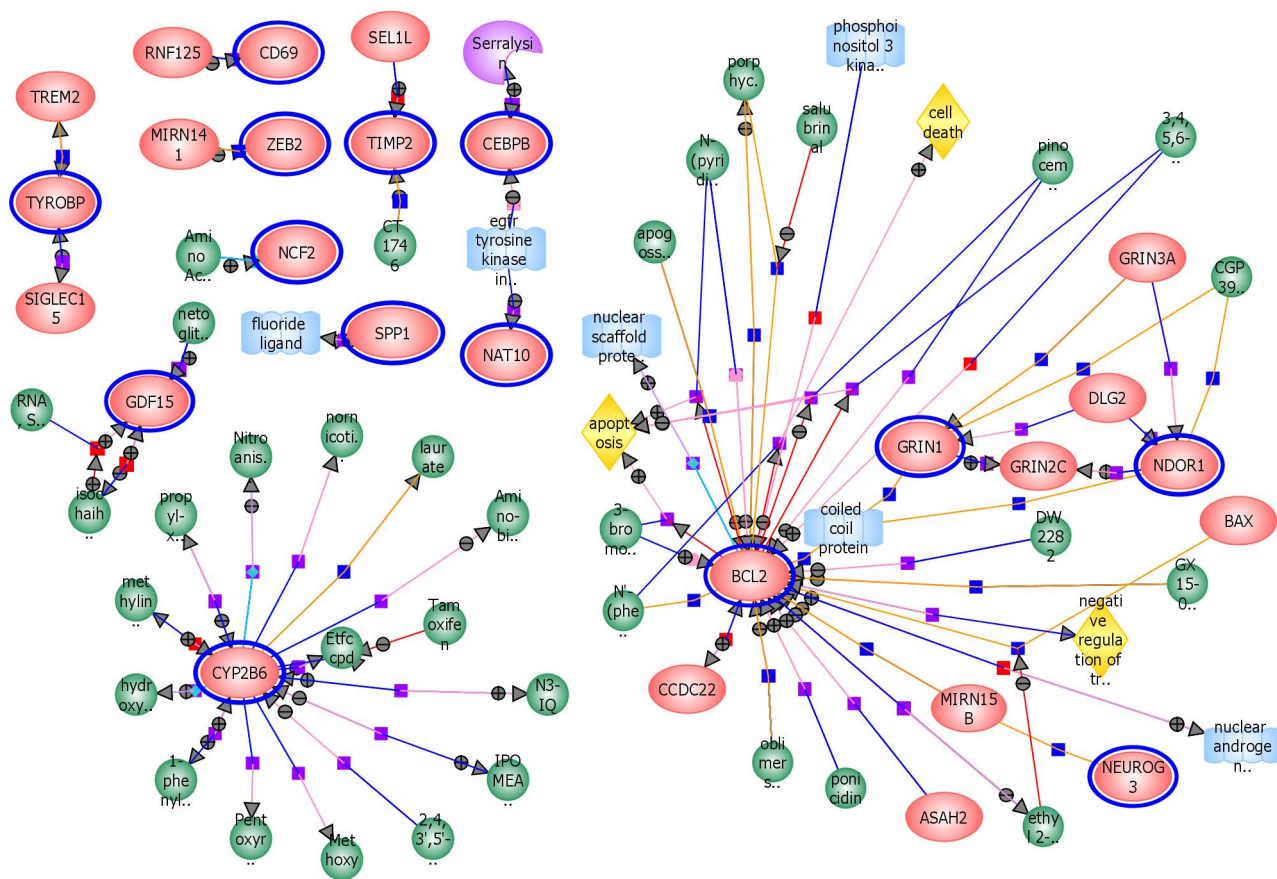 RNF125
CD69
SEL1L
Serralysi
n
TREM2
MIRN14
1
ZEB2
TIMP2
CEBPB
TYROBP
Ami
no
Ac..
NCF2
CT
174
6
egfr
tyrosine
kinase
in..
SIGLEC1
5
neto
glit..
fluoride
ligand
SPP1
NAT10
GDF15
RNA
, S..
isoc
haih
..
Nitro
anis.
.
norn
icoti.
.
laur
ate
prop
yl-
x..
Ami
no-
bi..
met
hylin
..
Tam
oxife
n
Etfc
cpd
CYP2B6
hydr
oxy..
N3-
IQ
1-
phe
nyl..
IPO
MEA
..
Pent
oxyr
..
Met
hoxy
..
2,4,
3',5'-
..
phosphoi
nositol 3
kina..
porp
hyc.
.
salu
brin
al
cell
death
N-
(pyri
di..
pino
cem
..
3,4,
5,6-
..
apog
oss..
GRIN3A
CGP
39..
nuclear
scaffold
prote..
DLG2
apopt
osis
GRIN1
GRIN2C
NDOR1
3-
bro
mo..
coiled
coil
protein
DW
228
2
BAX
BCL2
GX
15-
0..
N'-
(phe
..
negati
ve
regula
tion of
tr..
CCDC22
MIRN15
B
nuclear
androge
n..
obli
mer
s..
poni
cidin
NEUROG
3
ASAH2
ethy
l 2-..